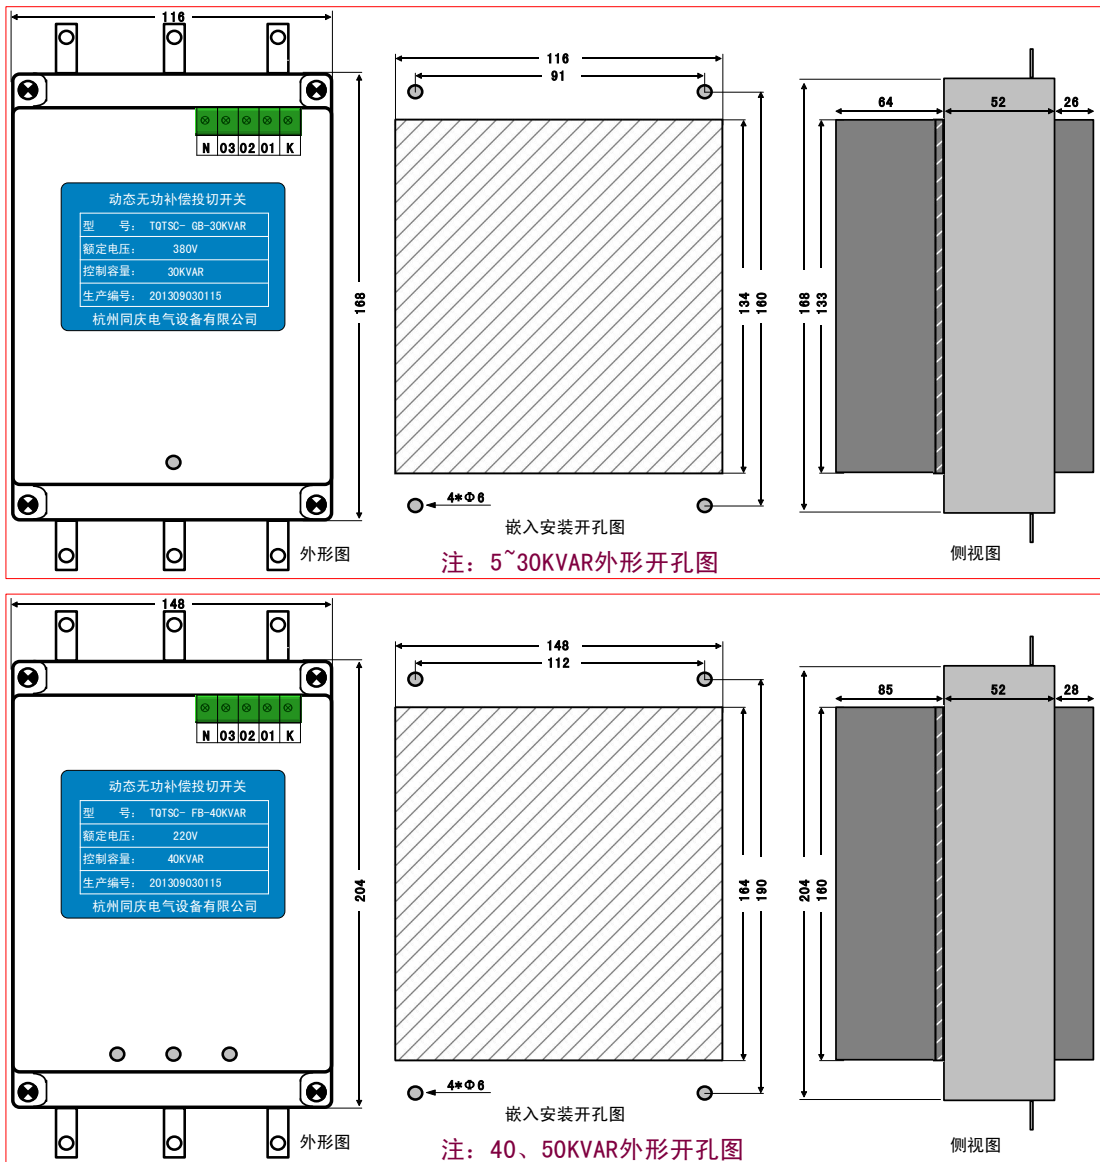 116
N 03 02 01 K
动态无功补偿投切开关
型 号： TQTSC- GB-30KVAR
额定电压： 380V
控制容量： 30KVAR
生产编号： 201309030115
杭州同庆电气设备有限公司
168
外形图
116
91
134
160
4*Φ6
嵌入安装开孔图
注：5~30KVAR外形开孔图
64
52
26
168
133
侧视图
148
N 03 02 01 K
动态无功补偿投切开关
型 号： TQTSC- FB-40KVAR
额定电压： 220V
控制容量： 40KVAR
生产编号： 201309030115
杭州同庆电气设备有限公司
204
外形图
148
112
164
190
4*Φ6
嵌入安装开孔图
注：40、50KVAR外形开孔图
85
52
28
204
160
侧视图